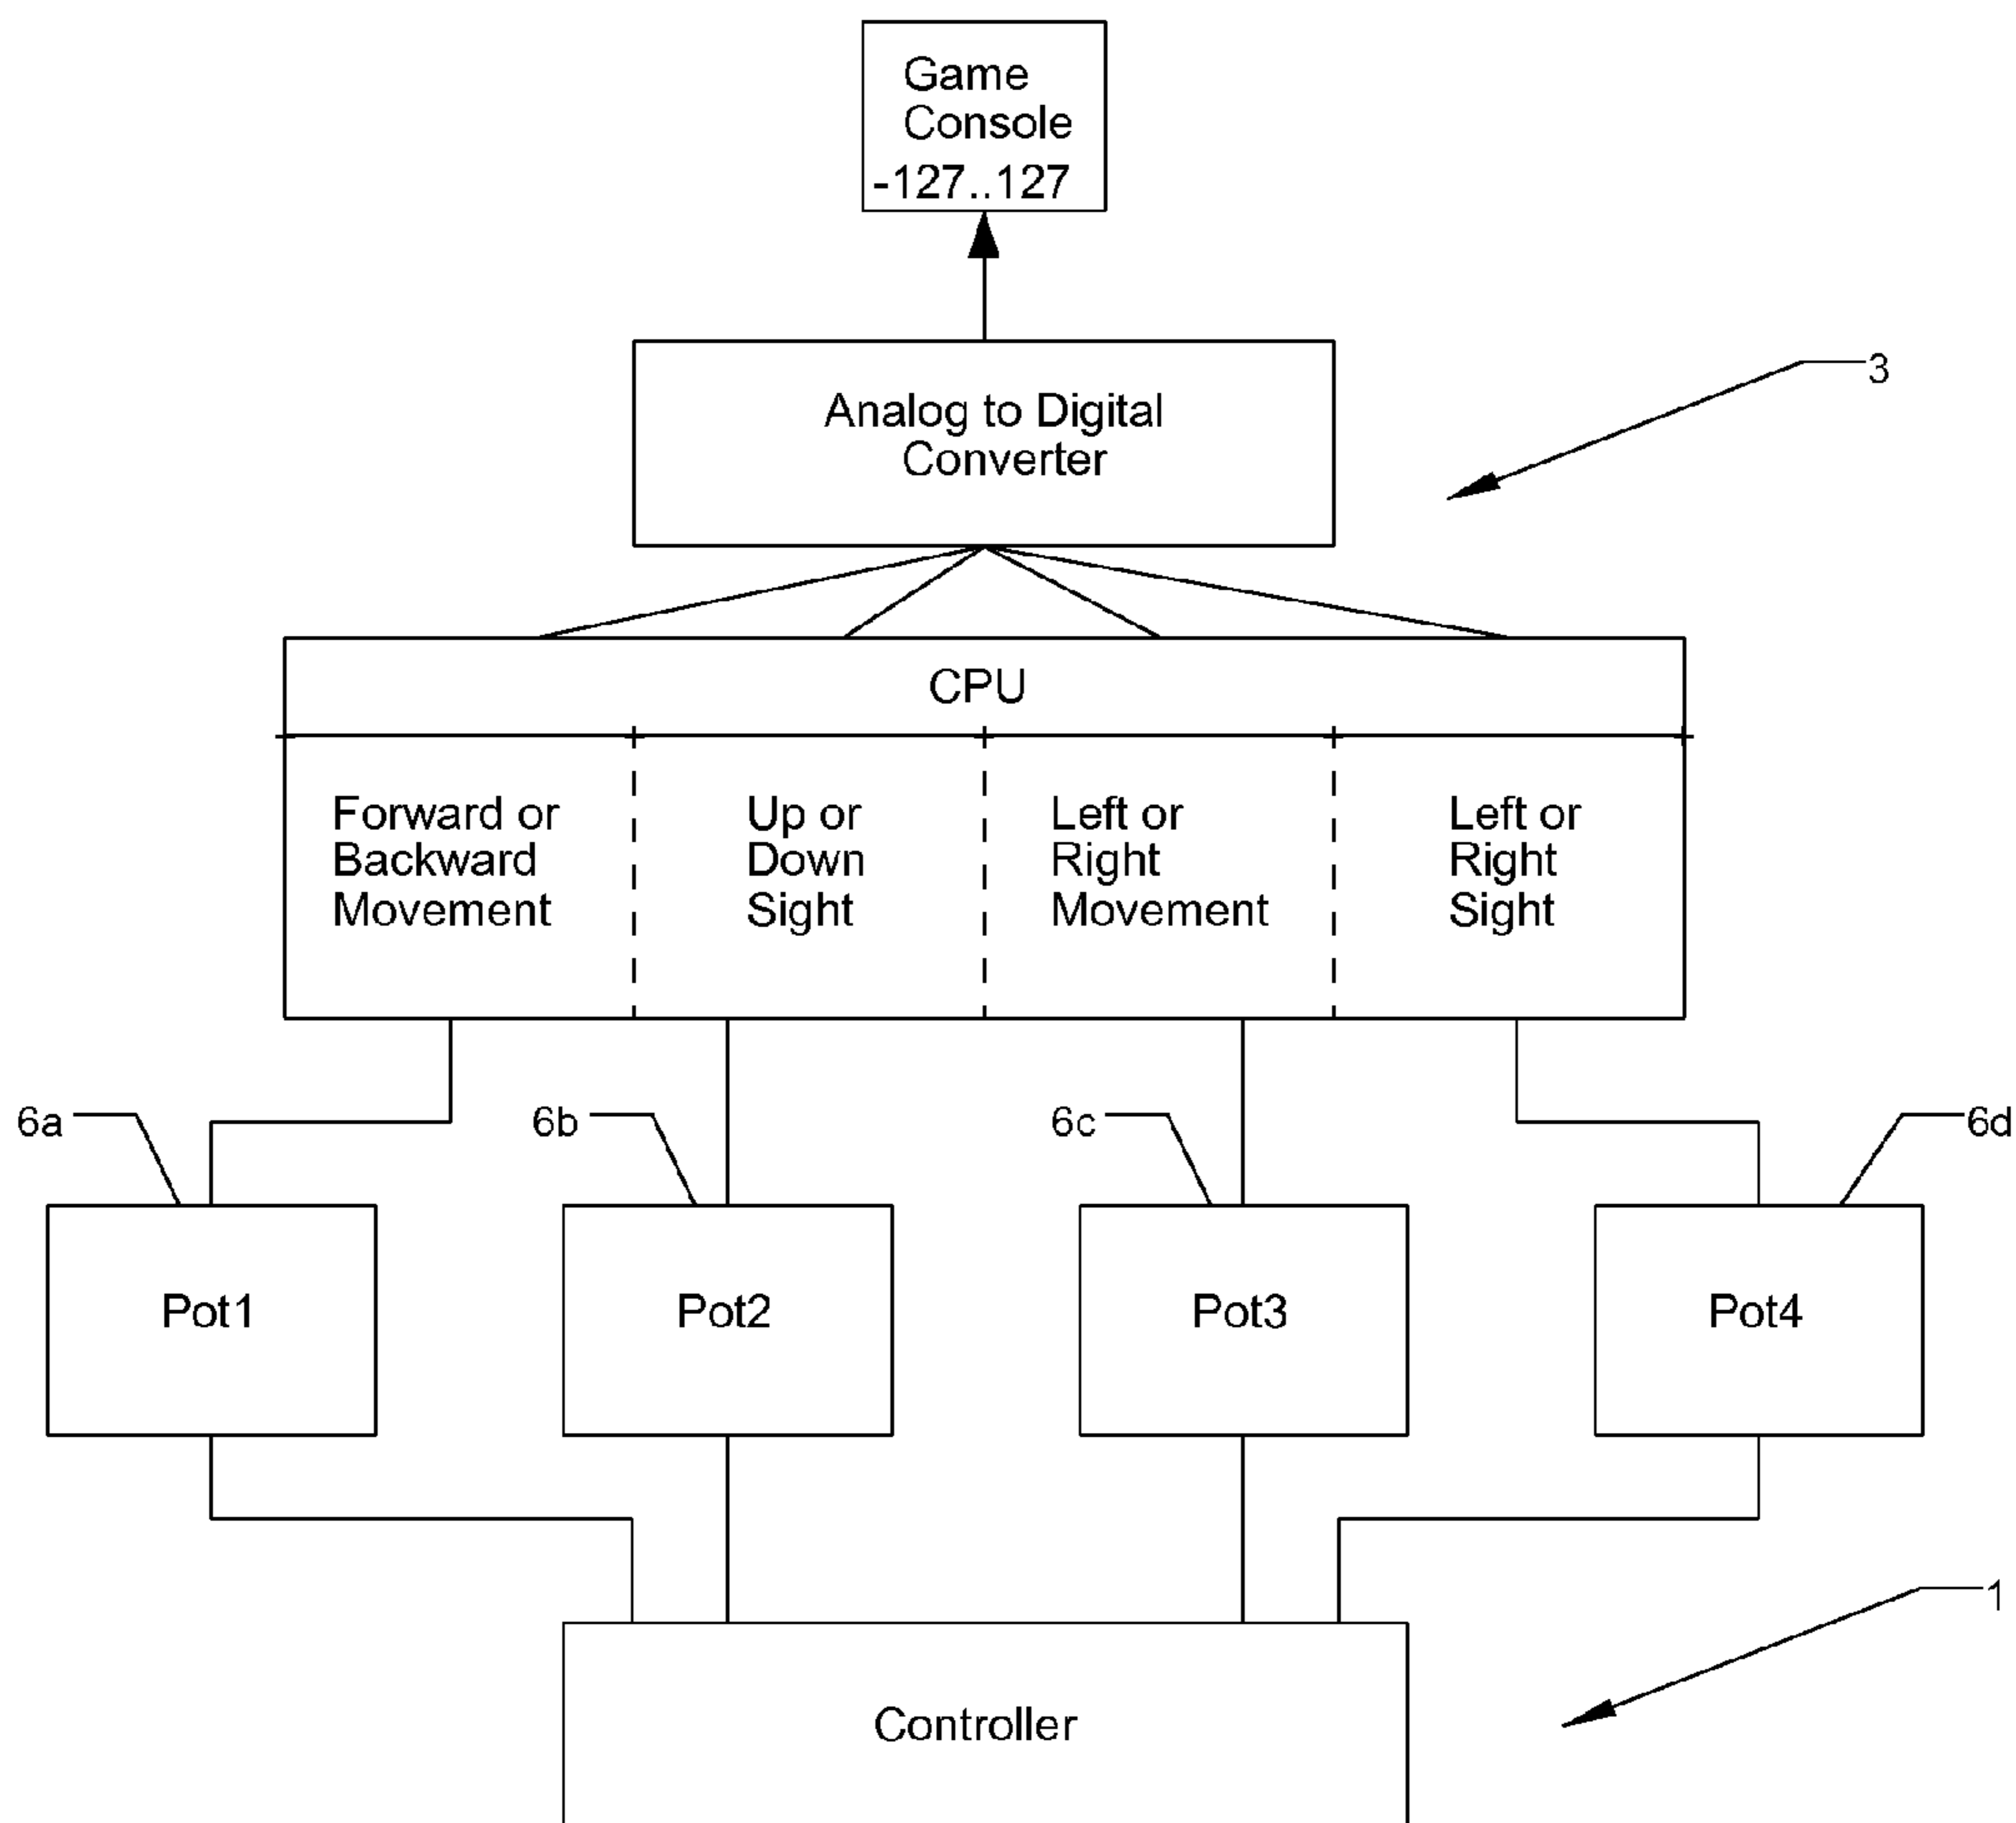 Game
Console
-127..127
3
Analog to Digital
Converter
CPU
Forward or
Backward
Movement
Up or
Down
Sight
Left or
Right
Movement
Left or
Right
Sight
6a
6b
6c
6d
Pot1
Pot2
Pot3
Pot4
1
Controller